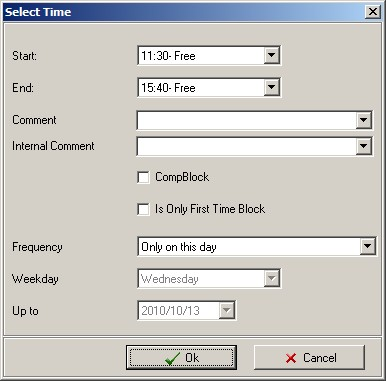 Select Time
Start: 11:30- Free
End: 15:40- Free
Comment
Internal Comment
CompBlock
Is Only First Time Block
Frequency Only on this day
Weekday Wednesday
Up to 2010/10/13
Ok Cancel